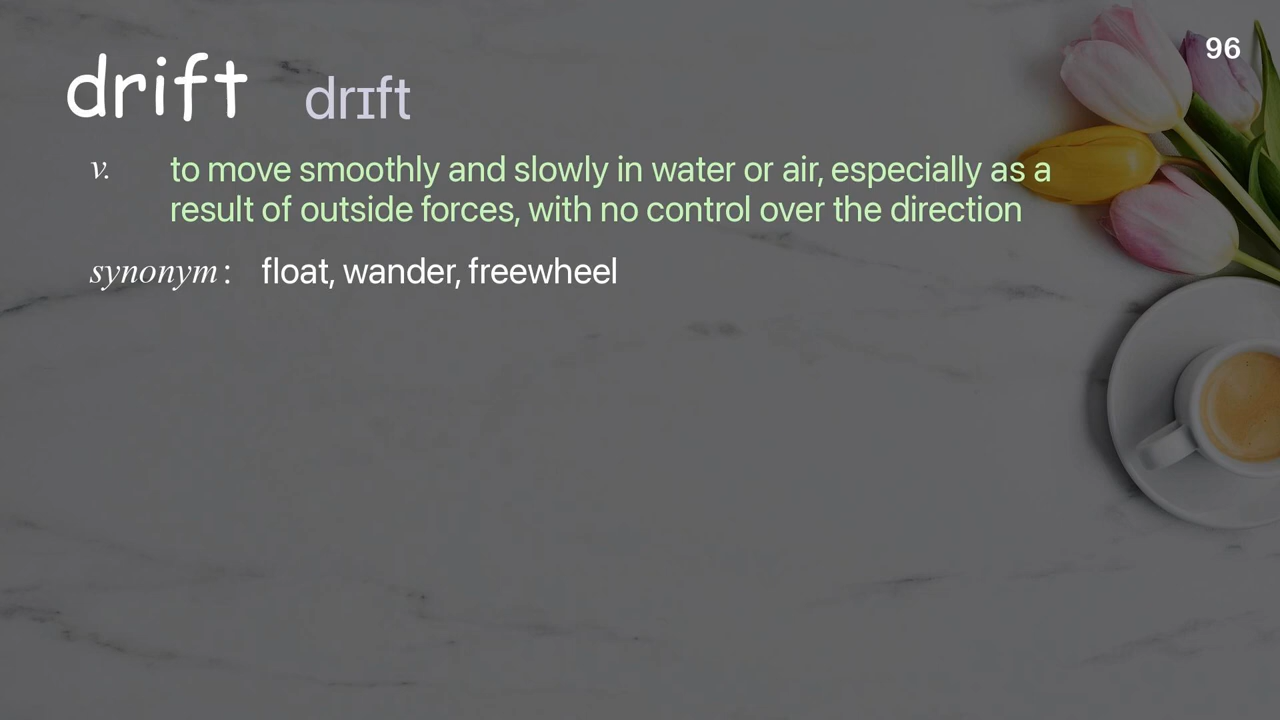 96
drift drɪft
v. to move smoothly and slowly in water or air, especially as a
result of outside forces, with no control over the direction
synonym: float, wander, freewheel